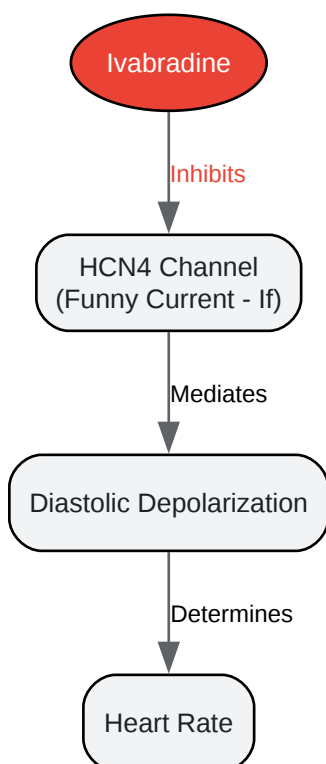 Ivabradine
Inhibits
HCN4 Channel
(Funny Current - If)
Mediates
Diastolic Depolarization
Determines
Heart Rate